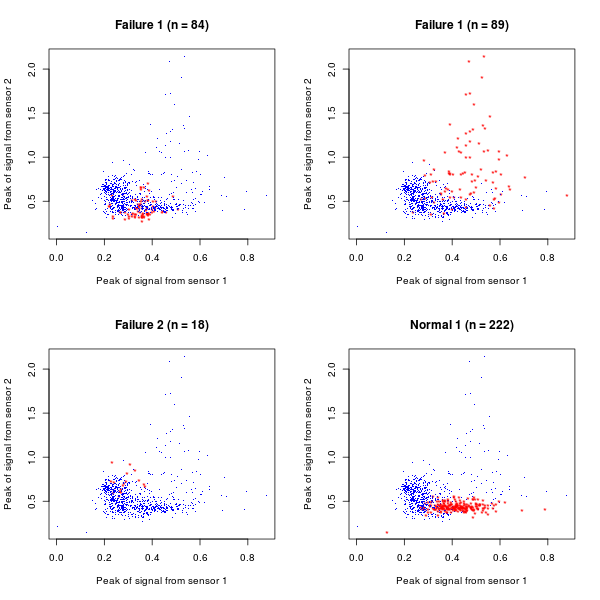 Failure 1 (n = 84)
Peak of signal from sensor 2
0.5 1.0 1.5 2.0
0.0 0.2 0.4 0.6 0.8
Peak of signal from sensor 1
Failure 1 (n = 89)
Peak of signal from sensor 2
0.5 1.0 1.5 2.0
0.0 0.2 0.4 0.6 0.8
Peak of signal from sensor 1
Failure 2 (n = 18)
Peak of signal from sensor 2
0.5 1.0 1.5 2.0
0.0 0.2 0.4 0.6 0.8
Peak of signal from sensor 1
Normal 1 (n = 222)
Peak of signal from sensor 2
0.5 1.0 1.5 2.0
0.0 0.2 0.4 0.6 0.8
Peak of signal from sensor 1